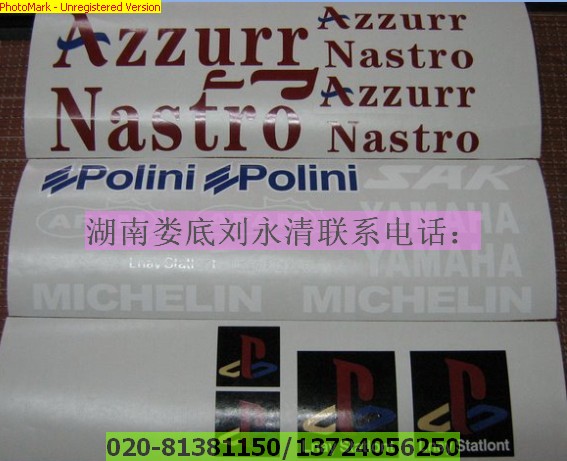 PhotoMark - Unregistered Version
Azzurr
Nastro
Azzurr
Nastro
Azzurr
Nastro
Polini Polini
SAK
YAMAHA
湖南娄底刘永清联系电话：
YAMAHA
MICHELIN MICHELIN
Statlont
020-81381150/13724056250